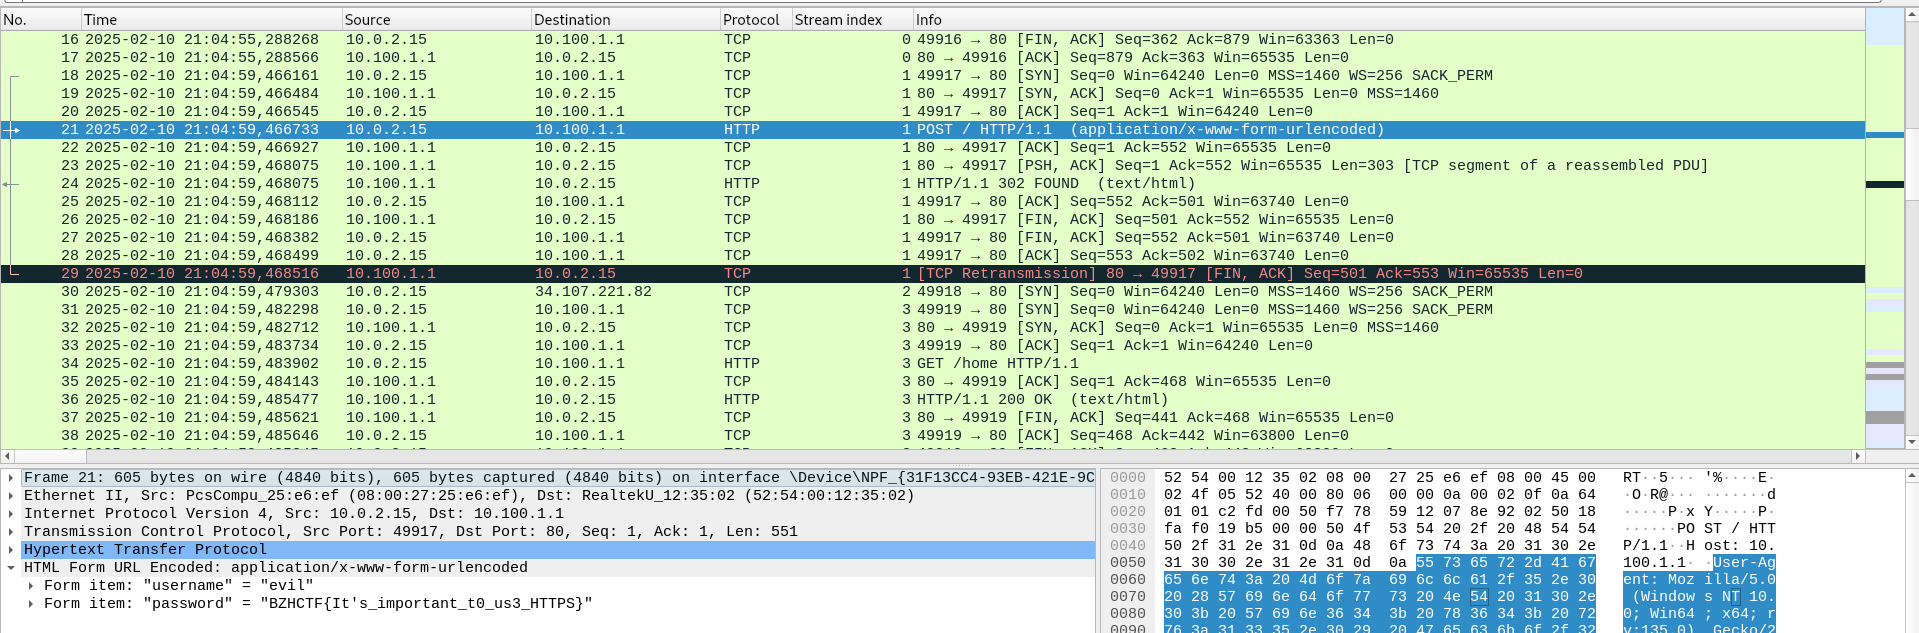 No. Time Source Destination Protocol Stream index Info
16 2025-02-10 21:04:55,288268 10.0.2.15 10.100.1.1 TCP 0 49916 → 80 [FIN, ACK] Seq=362 Ack=879 Win=63363 Len=0
17 2025-02-10 21:04:55,288566 10.100.1.1 10.0.2.15 TCP 0 80 → 49916 [ACK] Seq=879 Ack=363 Win=65535 Len=0
18 2025-02-10 21:04:59,466161 10.0.2.15 10.100.1.1 TCP 1 49917 → 80 [SYN] Seq=0 Win=64240 Len=0 MSS=1460 WS=256 SACK_PERM
19 2025-02-10 21:04:59,466484 10.100.1.1 10.0.2.15 TCP 1 80 → 49917 [SYN, ACK] Seq=0 Ack=1 Win=65535 Len=0 MSS=1460
20 2025-02-10 21:04:59,466545 10.0.2.15 10.100.1.1 TCP 1 49917 → 80 [ACK] Seq=1 Ack=1 Win=64240 Len=0
21 2025-02-10 21:04:59,466733 10.0.2.15 10.100.1.1 HTTP 1 POST / HTTP/1.1 (application/x-www-form-urlencoded)
22 2025-02-10 21:04:59,466927 10.100.1.1 10.0.2.15 TCP 1 80 → 49917 [ACK] Seq=1 Ack=552 Win=65535 Len=0
23 2025-02-10 21:04:59,468075 10.100.1.1 10.0.2.15 TCP 1 80 → 49917 [PSH, ACK] Seq=1 Ack=552 Win=65535 Len=303 [TCP segment of a reassembled PDU]
24 2025-02-10 21:04:59,468075 10.100.1.1 10.0.2.15 HTTP 1 HTTP/1.1 302 FOUND (text/html)
25 2025-02-10 21:04:59,468112 10.0.2.15 10.100.1.1 TCP 1 49917 → 80 [ACK] Seq=552 Ack=501 Win=63740 Len=0
26 2025-02-10 21:04:59,468186 10.100.1.1 10.0.2.15 TCP 1 80 → 49917 [FIN, ACK] Seq=501 Ack=552 Win=65535 Len=0
27 2025-02-10 21:04:59,468382 10.0.2.15 10.100.1.1 TCP 1 49917 → 80 [FIN, ACK] Seq=552 Ack=501 Win=63740 Len=0
28 2025-02-10 21:04:59,468499 10.0.2.15 10.100.1.1 TCP 1 49917 → 80 [ACK] Seq=553 Ack=502 Win=63740 Len=0
29 2025-02-10 21:04:59,468516 10.100.1.1 10.0.2.15 TCP 1 [TCP Retransmission] 80 → 49917 [FIN, ACK] Seq=501 Ack=553 Win=65535 Len=0
30 2025-02-10 21:04:59,479303 10.0.2.15 34.107.221.82 TCP 2 49918 → 80 [SYN] Seq=0 Win=64240 Len=0 MSS=1460 WS=256 SACK_PERM
31 2025-02-10 21:04:59,482298 10.0.2.15 10.100.1.1 TCP 3 49919 → 80 [SYN] Seq=0 Win=64240 Len=0 MSS=1460 WS=256 SACK_PERM
32 2025-02-10 21:04:59,482712 10.100.1.1 10.0.2.15 TCP 3 80 → 49919 [SYN, ACK] Seq=0 Ack=1 Win=65535 Len=0 MSS=1460
33 2025-02-10 21:04:59,483734 10.0.2.15 10.100.1.1 TCP 3 49919 → 80 [ACK] Seq=1 Ack=1 Win=64240 Len=0
34 2025-02-10 21:04:59,483902 10.0.2.15 10.100.1.1 HTTP 3 GET /home HTTP/1.1
35 2025-02-10 21:04:59,484143 10.100.1.1 10.0.2.15 TCP 3 80 → 49919 [ACK] Seq=1 Ack=468 Win=65535 Len=0
36 2025-02-10 21:04:59,485477 10.100.1.1 10.0.2.15 HTTP 3 HTTP/1.1 200 OK (text/html)
37 2025-02-10 21:04:59,485621 10.100.1.1 10.0.2.15 TCP 3 80 → 49919 [FIN, ACK] Seq=441 Ack=468 Win=65535 Len=0
38 2025-02-10 21:04:59,485646 10.0.2.15 10.100.1.1 TCP 3 49919 → 80 [ACK] Seq=468 Ack=442 Win=63800 Len=0
Frame 21: 605 bytes on wire (4840 bits), 605 bytes captured (4840 bits) on interface \Device\NPF_{31F13CC4-93EB-421E-9C
Ethernet II, Src: PcsCompu_25:e6:ef (08:00:27:25:e6:ef), Dst: RealtekU_12:35:02 (52:54:00:12:35:02)
Internet Protocol Version 4, Src: 10.0.2.15, Dst: 10.100.1.1
Transmission Control Protocol, Src Port: 49917, Dst Port: 80, Seq: 1, Ack: 1, Len: 551
Hypertext Transfer Protocol
HTML Form URL Encoded: application/x-www-form-urlencoded
Form item: "username" = "evil"
Form item: "password" = "BZHCTF{It's_important_t0_us3_HTTPS}"
0000 52 54 00 12 35 02 08 00 27 25 e6 ef 08 00 45 00 RT··5··· '%····E·
0010 02 4f 05 52 40 00 80 06 00 00 0a 00 02 0f 0a 64 ·O·R@··· ·······d
0020 01 01 c2 fd 00 50 f7 78 59 12 07 8e 92 02 50 18 ·····P·x Y·····P·
0030 fa f0 19 b5 00 00 50 4f 53 54 20 2f 20 48 54 54 ······PO ST / HTT
0040 50 2f 31 2e 31 0d 0a 48 6f 73 74 3a 20 31 30 2e P/1.1··H ost: 10.
0050 31 30 30 2e 31 2e 31 0d 0a 55 73 65 72 2d 41 67 100.1.1· ·User-Ag
0060 65 6e 74 3a 20 4d 6f 7a 69 6c 6c 61 2f 35 2e 30 ent: Moz illa/5.0
0070 20 28 57 69 6e 64 6f 77 73 20 4e 54 20 31 30 2e (Window s NT 10.
0080 30 3b 20 57 69 6e 36 34 3b 20 78 36 34 3b 20 72 0; Win64 ; x64; r
0090 76 3a 31 33 35 2e 30 29 20 47 65 63 6b 6f 2f 32 v:135.0) Gecko/2